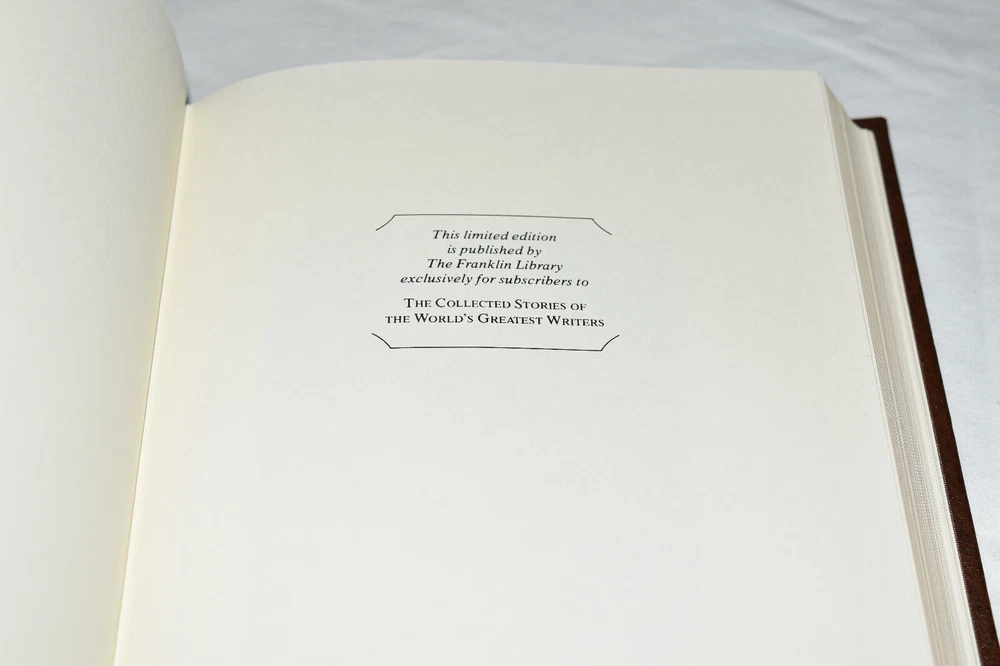 This limited edition
is published by
The Franklin Library
exclusively for subscribers to
THE COLLECTED STORIES OF
THE WORLD'S GREATEST WRITERS